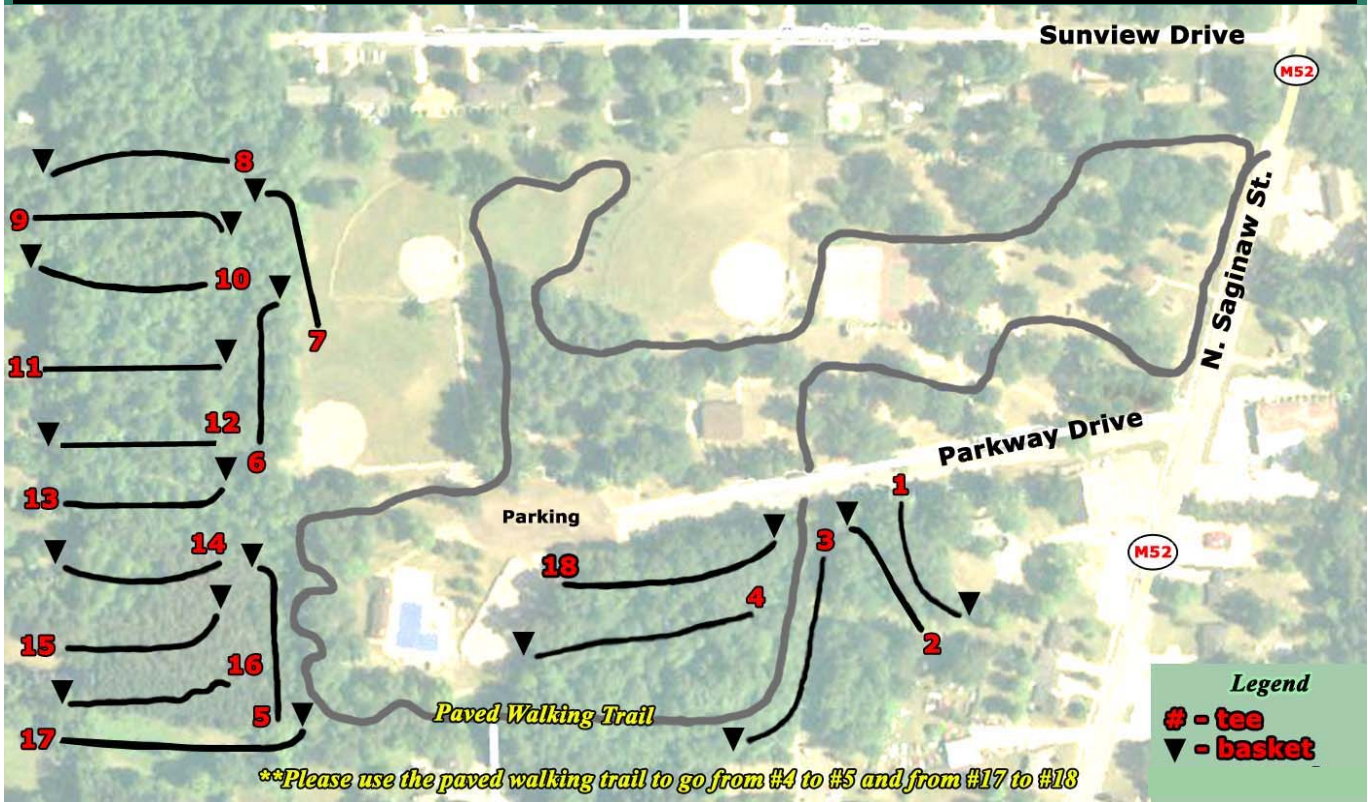 Sunview Drive
M52
8
9
10
7
N. Saginaw St.
11
12
6
Parkway Drive
13
1
Parking
14
3
M52
18
4
15
2
16
Legend
# - tee
▼ - basket
5
Paved Walking Trail
17
**Please use the paved walking trail to go from #4 to #5 and from #17 to #18